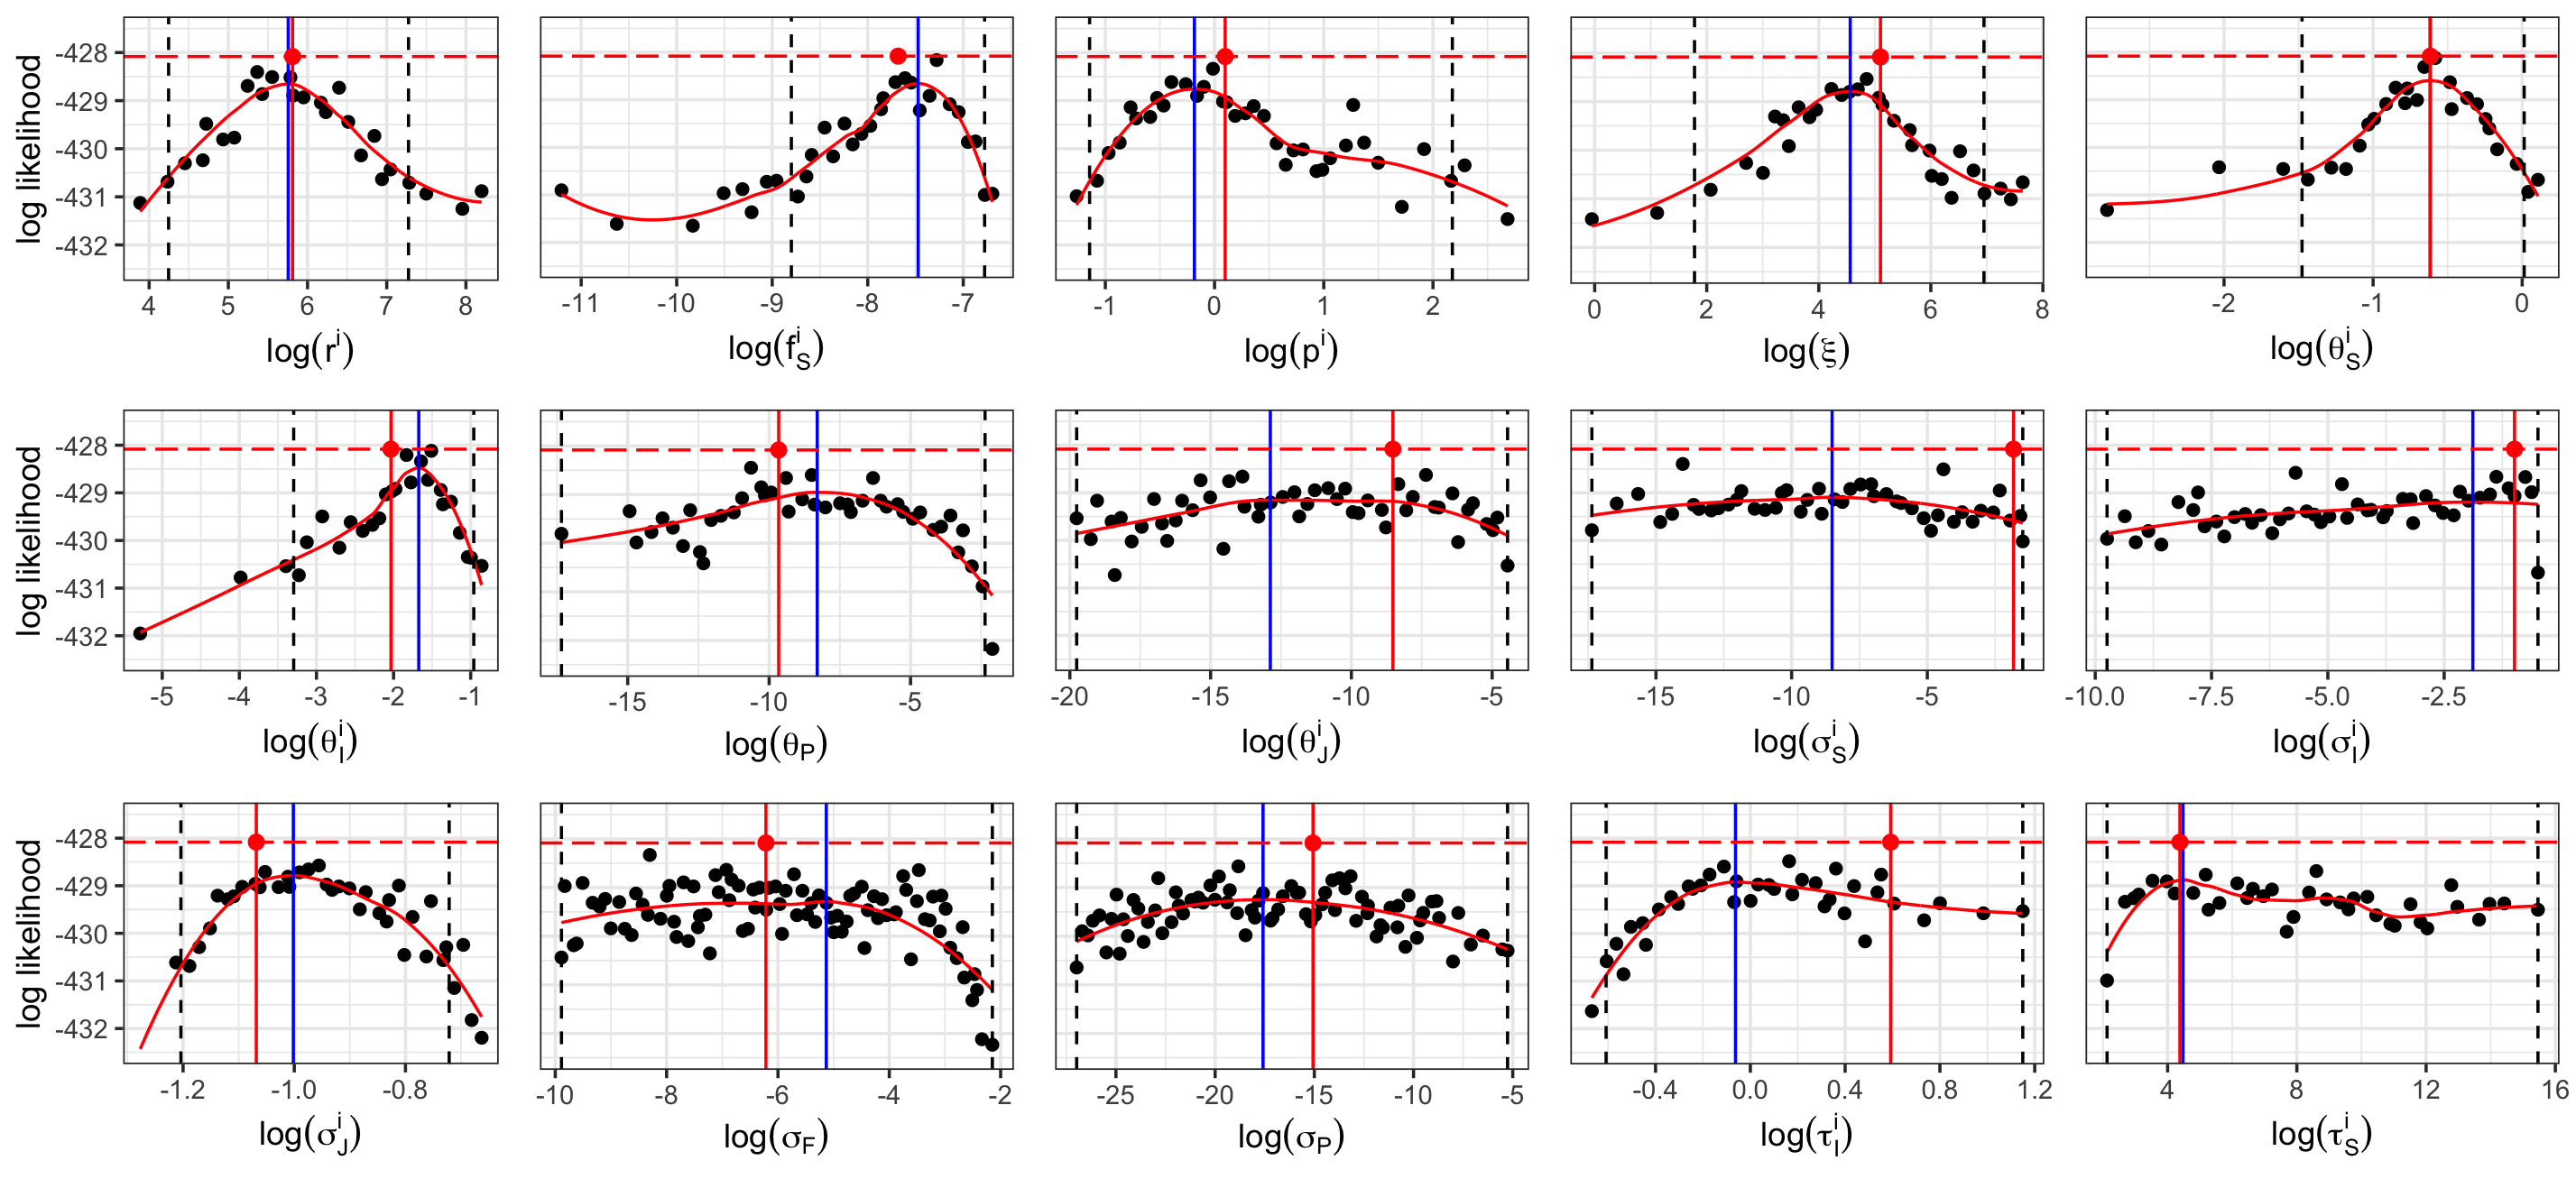 log likelihood
-428
-429
-430
-431
-432
4 5 6 7 8
-11 -10 -9 -8 -7
-1 0 1 2
0 2 4 6 8
-2 -1 0
log(rⁱ) log(f_S^i) log(pⁱ) log(ξ) log(θ_S^i)
log likelihood
-428
-429
-430
-431
-432
-5 -4 -3 -2 -1
-15 -10 -5
-20 -15 -10 -5
-15 -10 -5
-10.0 -7.5 -5.0 -2.5
log(θ_I^i) log(θ_P) log(θ_J^i) log(σ_S^i) log(σ_I^i)
log likelihood
-428
-429
-430
-431
-432
-1.2 -1.0 -0.8
-10 -8 -6 -4 -2
-25 -20 -15 -10 -5
-0.4 0.0 0.4 0.8 1.2
4 8 12 16
log(σ_J^i) log(σ_F) log(σ_P) log(τ_I^i) log(τ_S^i)